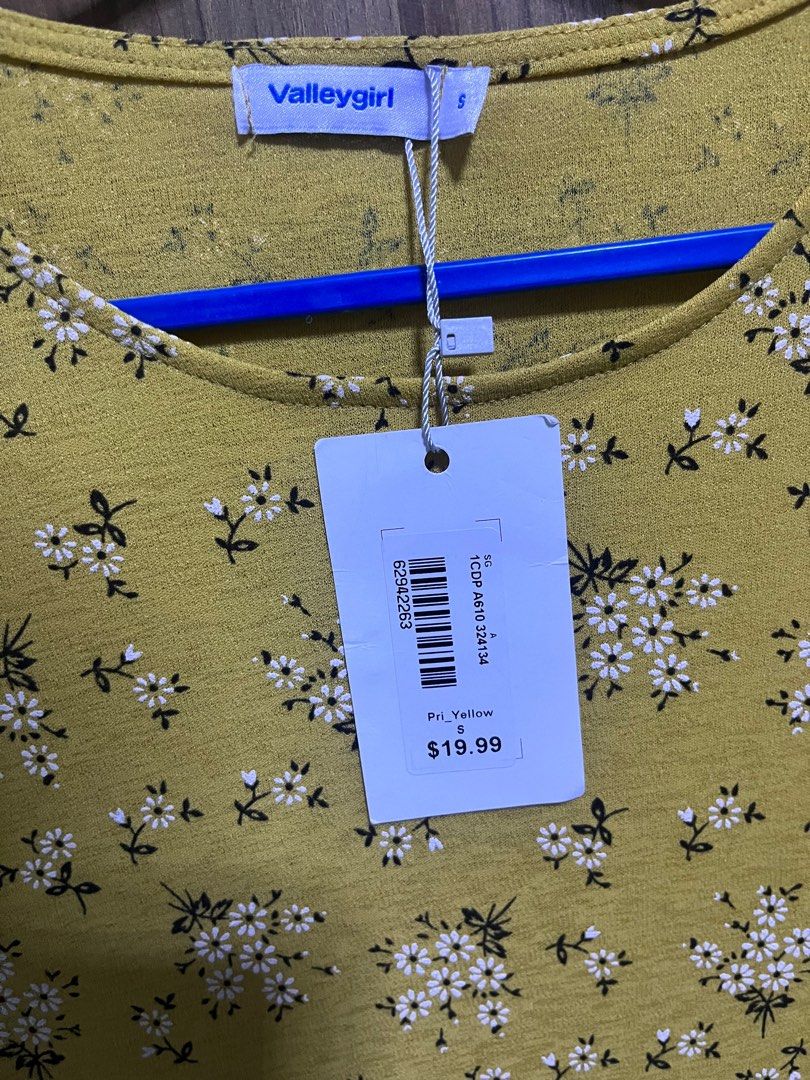 Valleygirl
S
SG
A
1CDP A610 324134
62942263
Pri_Yellow
S
$19.99